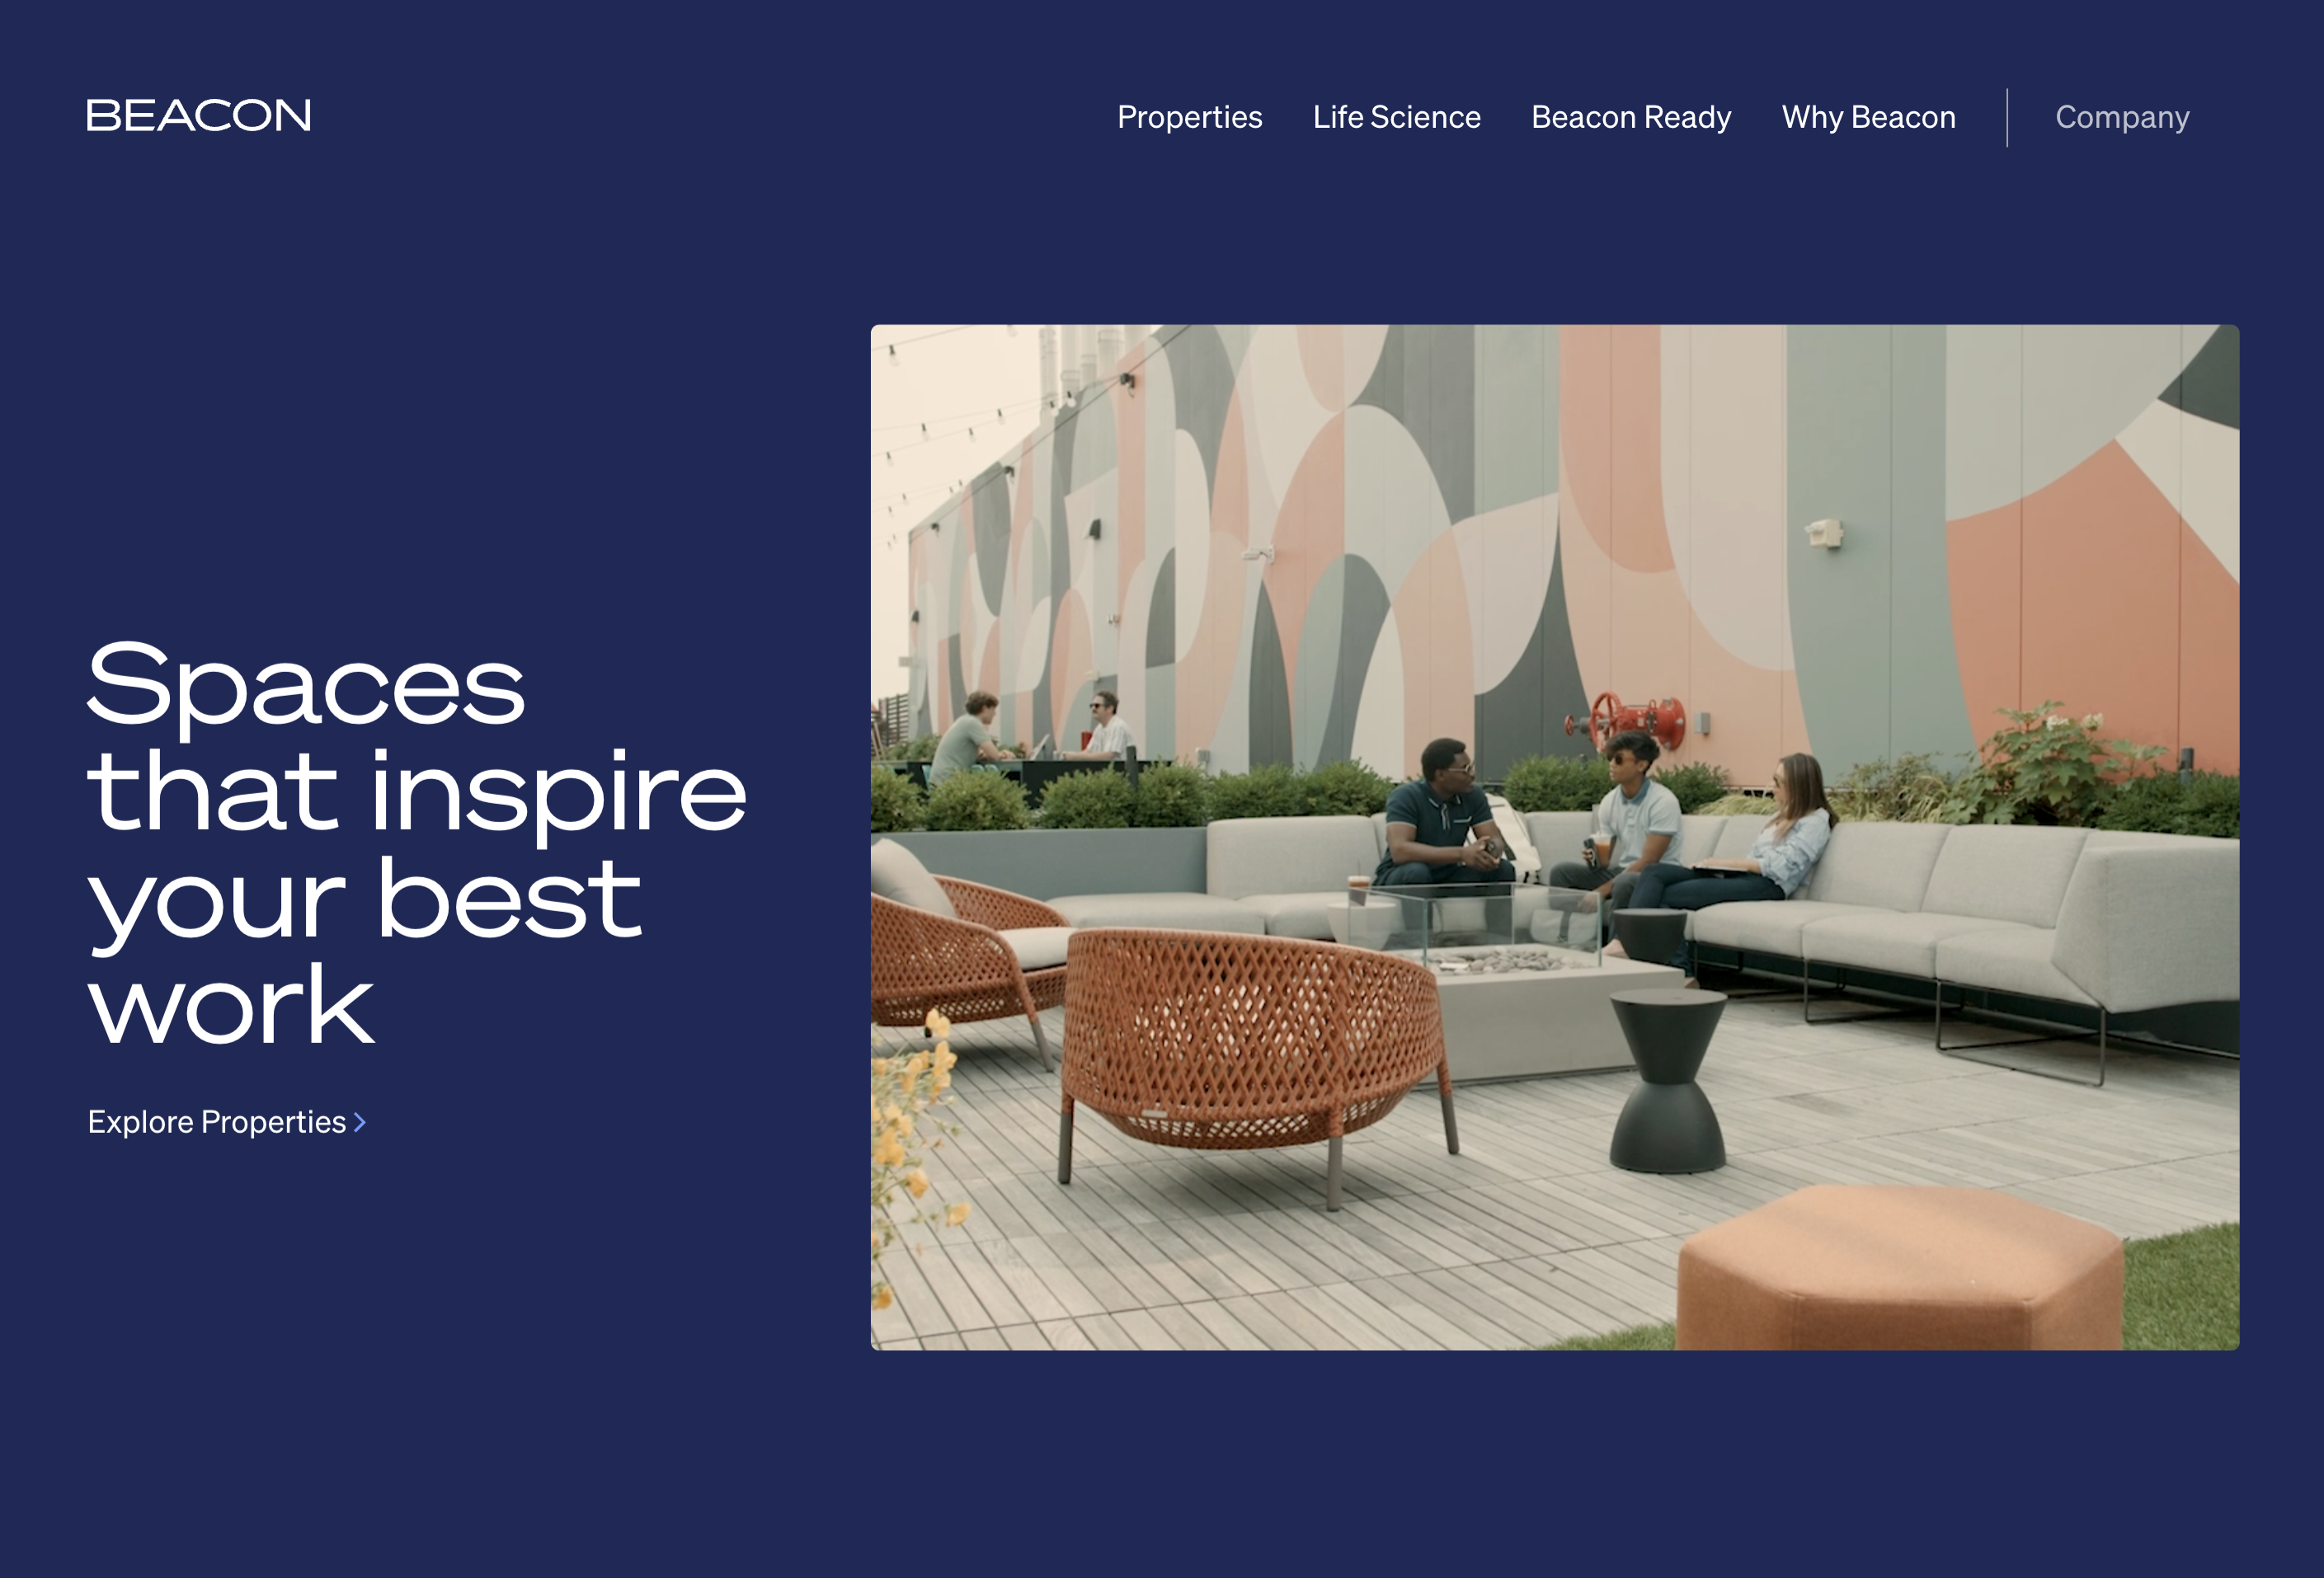 BEACON
Properties Life Science Beacon Ready Why Beacon Company
Spaces
that inspire
your best
work
Explore Properties